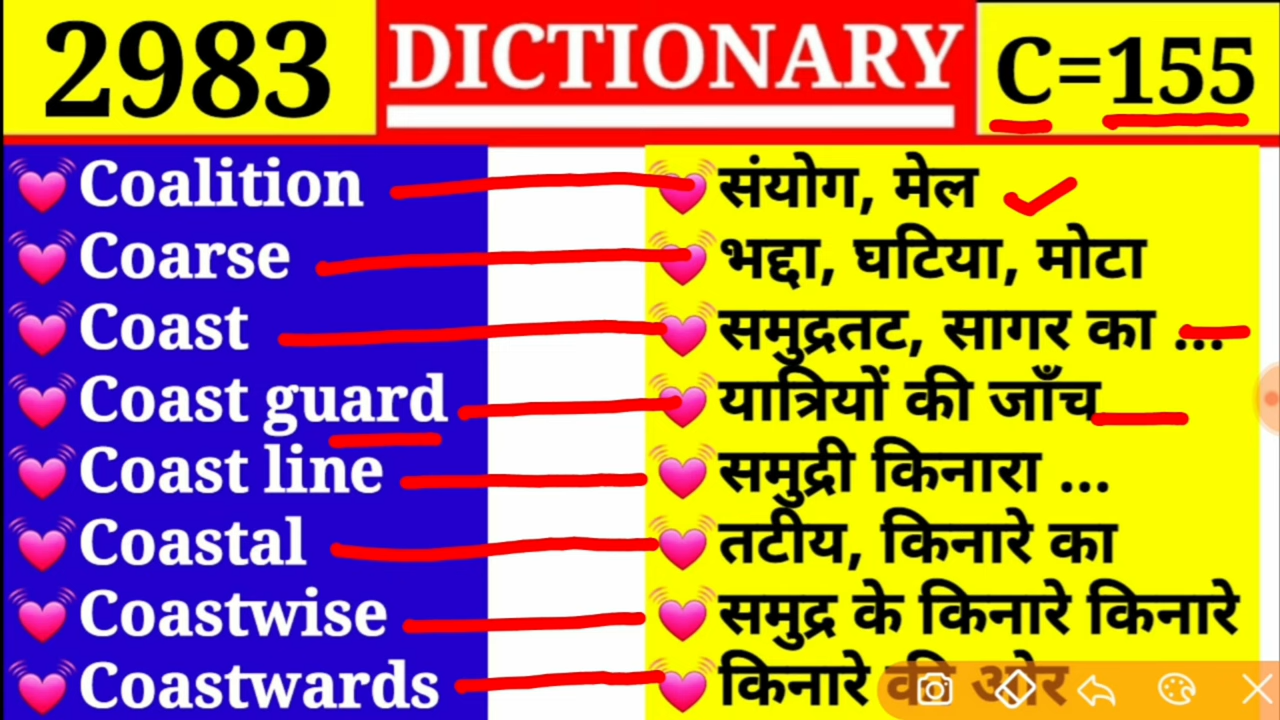 2983 DICTIONARY C=155
Coalition संयोग, मेल
Coarse भद्दा, घटिया, मोटा
Coast समुद्रतट, सागर का ...
Coast guard यात्रियों की जाँच
Coast line समुद्री किनारा ...
Coastal तटीय, किनारे का
Coastwise समुद्र के किनारे किनारे
Coastwards किनारे की ओर